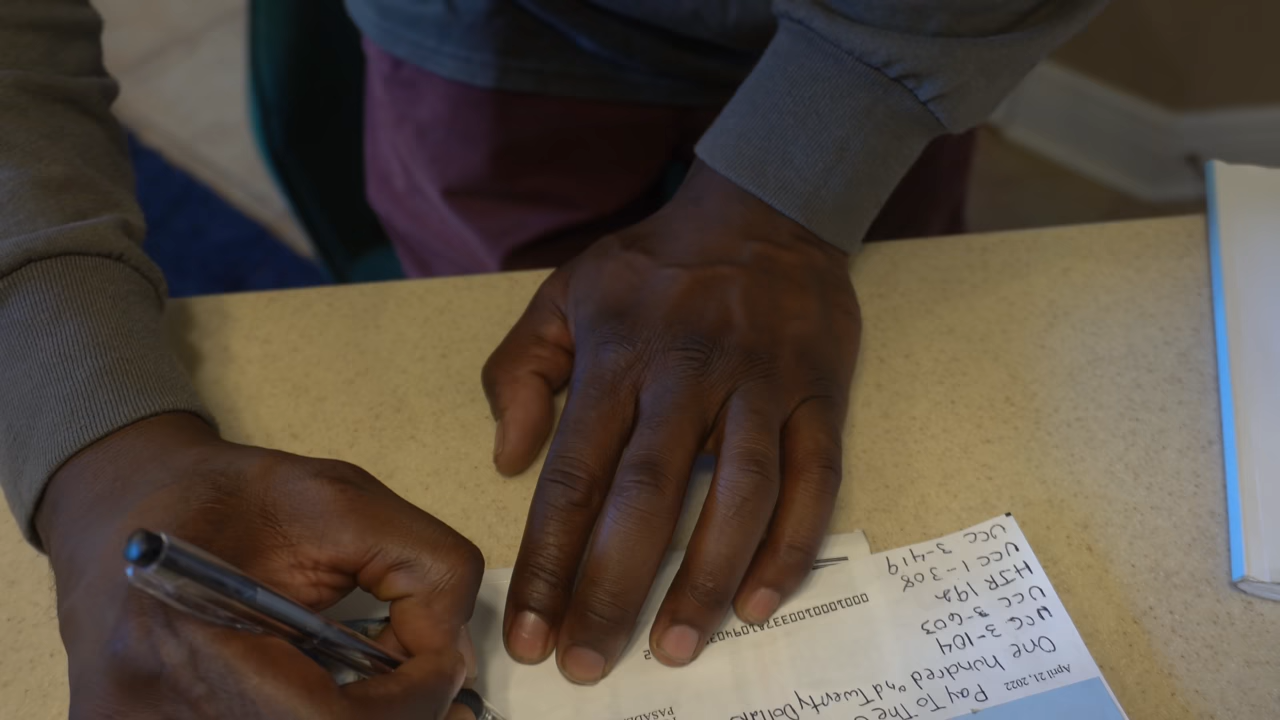 April 21, 2022
Pay To The
One hundred and Twenty Dollars
UCC 3-104
UCC 3-603
HJR 192
UCC 1-308
UCC 3-419